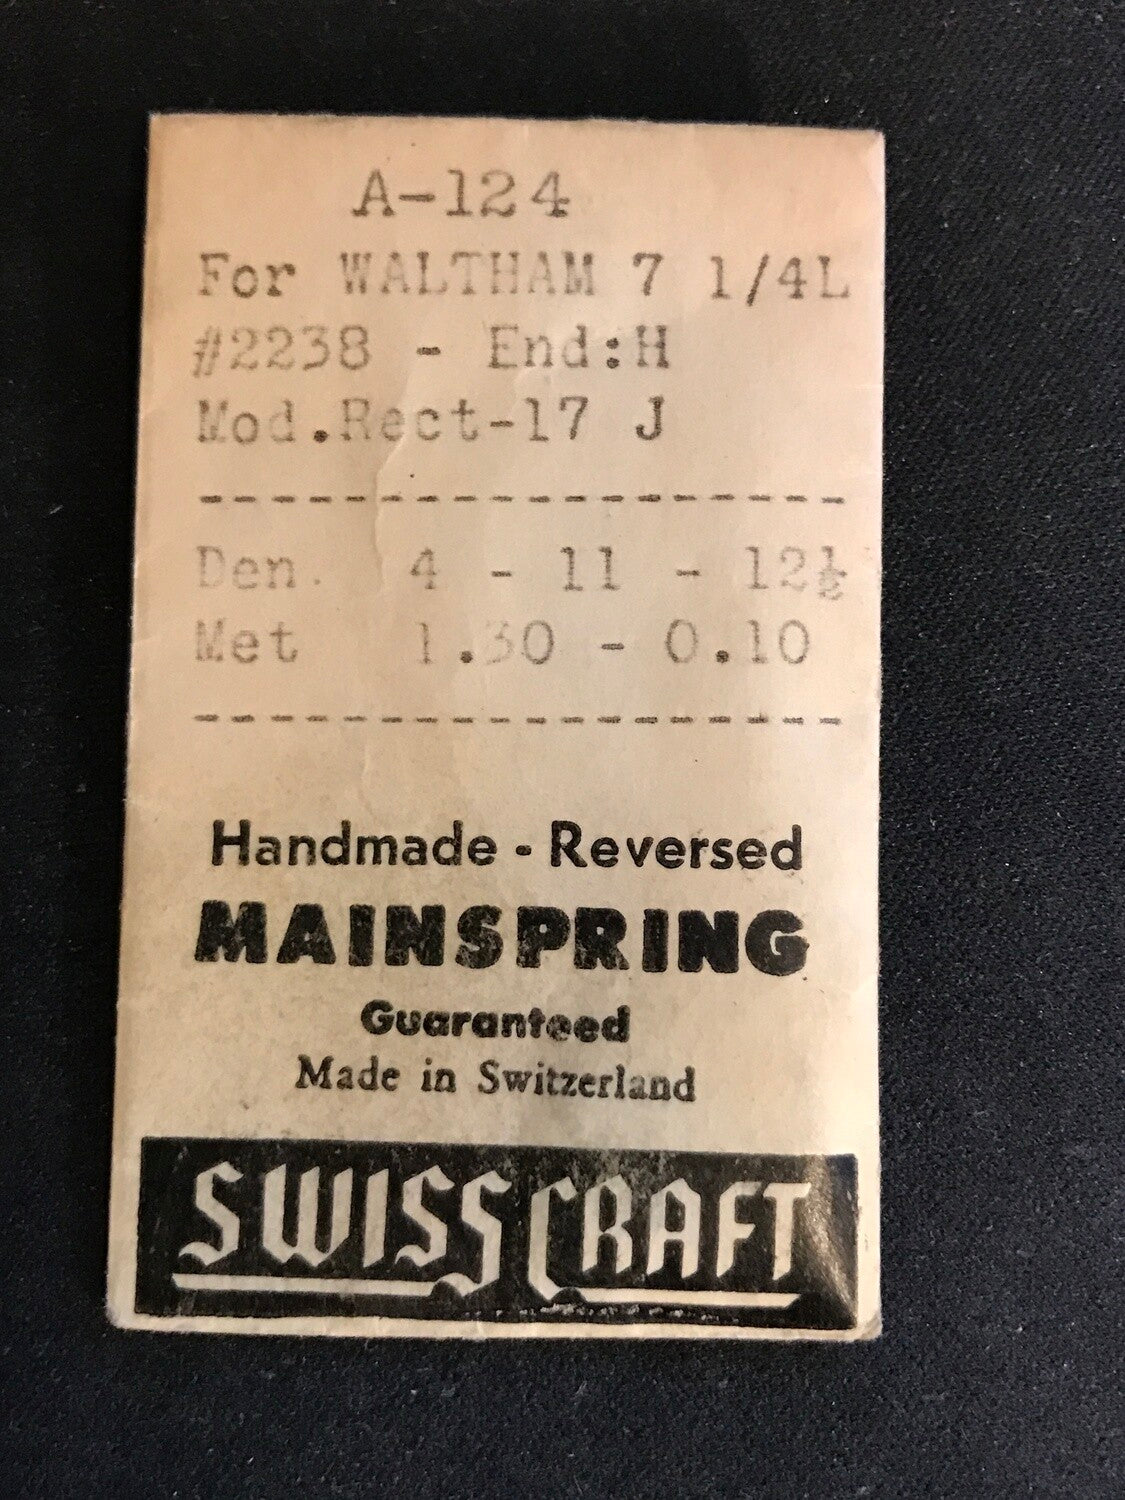 A-124
For WALTHAM 7 1/4L
#2238 - End:H
Mod.Rect-17 J
------------------
Den. 4 - 11 - 12½
Met 1.30 - 0.10
------------------
Handmade - Reversed
MAINSPRING
Guaranteed
Made in Switzerland
SWISSCRAFT